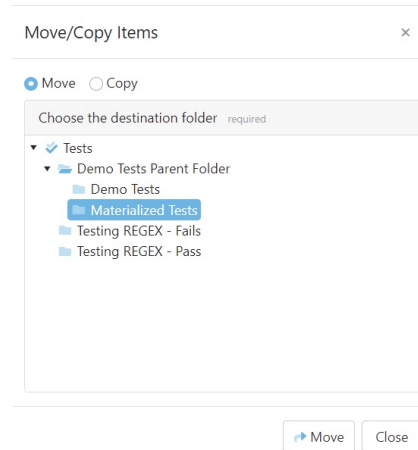 Move/Copy Items ×
Move Copy
Choose the destination folder required
Tests
Demo Tests Parent Folder
Demo Tests
Materialized Tests
Testing REGEX - Fails
Testing REGEX - Pass
Move Close